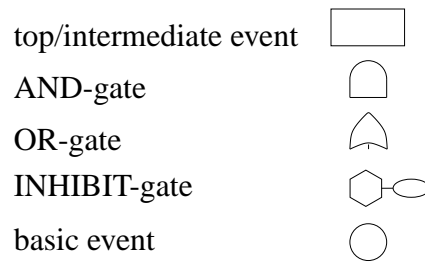 top/intermediate event
AND-gate
OR-gate
INHIBIT-gate
basic event